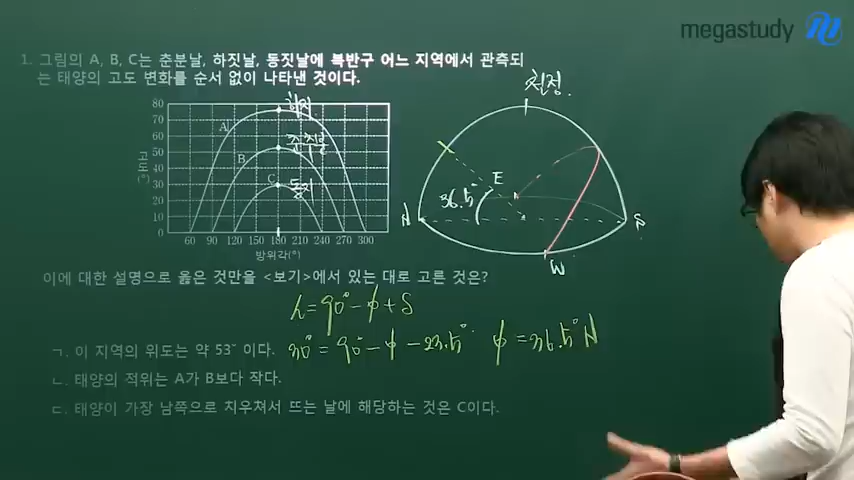 megastudy
1. 그림의 A, B, C는 춘분날, 하짓날, 동짓날에 북반구 어느 지역에서 관측되
는 태양의 고도 변화를 순서 없이 나타낸 것이다.
천정
80
70
60
50
40
30
20
10
0
고도(°)
A
하지
B
춘분날
C
동지
60 90 120 150 180 210 240 270 300
방위각(°)
36.5°
E
N
S
W
이에 대한 설명으로 옳은 것만을 <보기>에서 있는 대로 고른 것은?
h = 90° - φ + δ
ㄱ. 이 지역의 위도는 약 53° 이다.
30° = 90° - φ - 23.5° φ = 36.5° N
ㄴ. 태양의 적위는 A가 B보다 작다.
ㄷ. 태양이 가장 남쪽으로 치우쳐서 뜨는 날에 해당하는 것은 C이다.